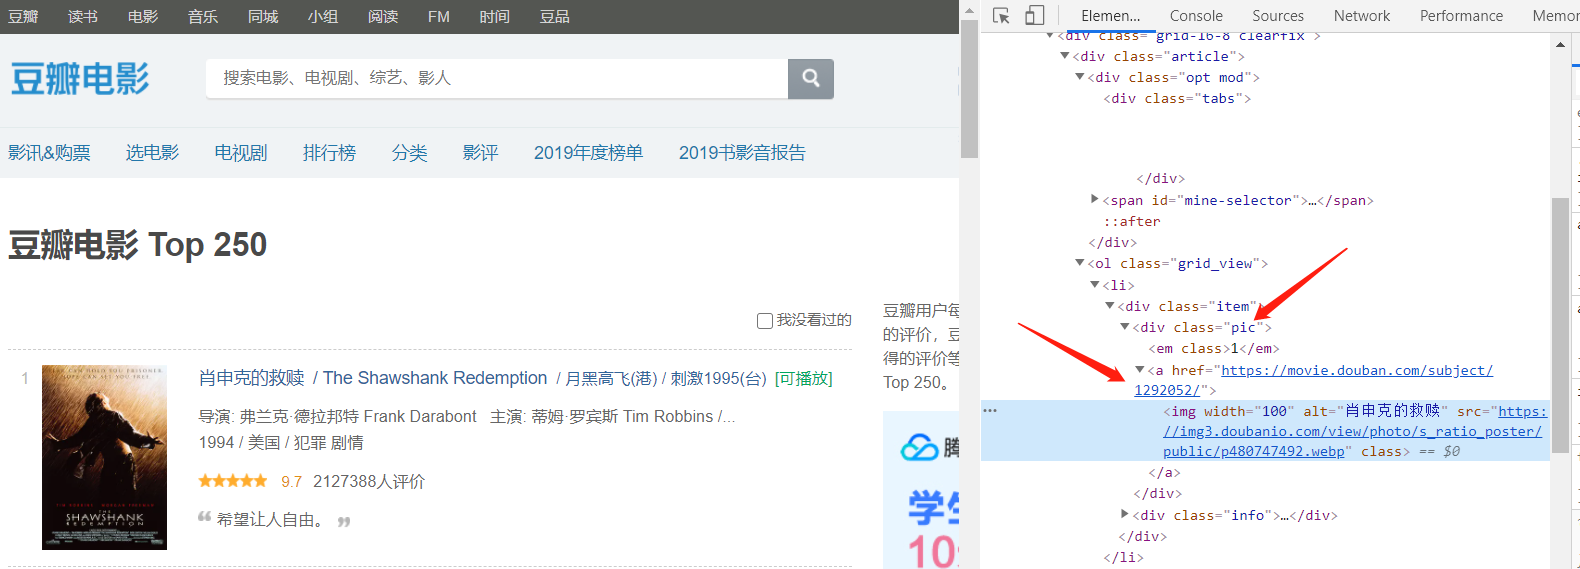 豆瓣 读书 电影 音乐 同城 小组 阅读 FM 时间 豆品
豆瓣电影
搜索电影、电视剧、综艺、影人
影讯&购票 选电影 电视剧 排行榜 分类 影评 2019年度榜单 2019书影音报告
豆瓣电影 Top 250
我没看过的
1
肖申克的救赎 / The Shawshank Redemption / 月黑高飞(港) / 刺激1995(台) [可播放]
导演: 弗兰克·德拉邦特 Frank Darabont 主演: 蒂姆·罗宾斯 Tim Robbins /...
1994 / 美国 / 犯罪 剧情
9.7 2127388人评价
希望让人自由。
THE
SHAWSHANK
REDEMPTION
豆瓣用户每
的评价，豆
得的评价等
Top 250。
腾
学生
10
Elemen... Console Sources Network Performance Memor
<div class="grid-16-8 clearfix">
<div class="article">
<div class="opt mod">
<div class="tabs">
</div>
<span id="mine-selector">…</span>
::after
</div>
<ol class="grid_view">
<li>
<div class="item">
<div class="pic">
<em class>1</em>
<a href="https://movie.douban.com/subject/
1292052/">
<img width="100" alt="肖申克的救赎" src="https:
//img3.doubanio.com/view/photo/s_ratio_poster/
public/p480747492.webp" class> == $0
</a>
</div>
<div class="info">…</div>
</div>
</li>